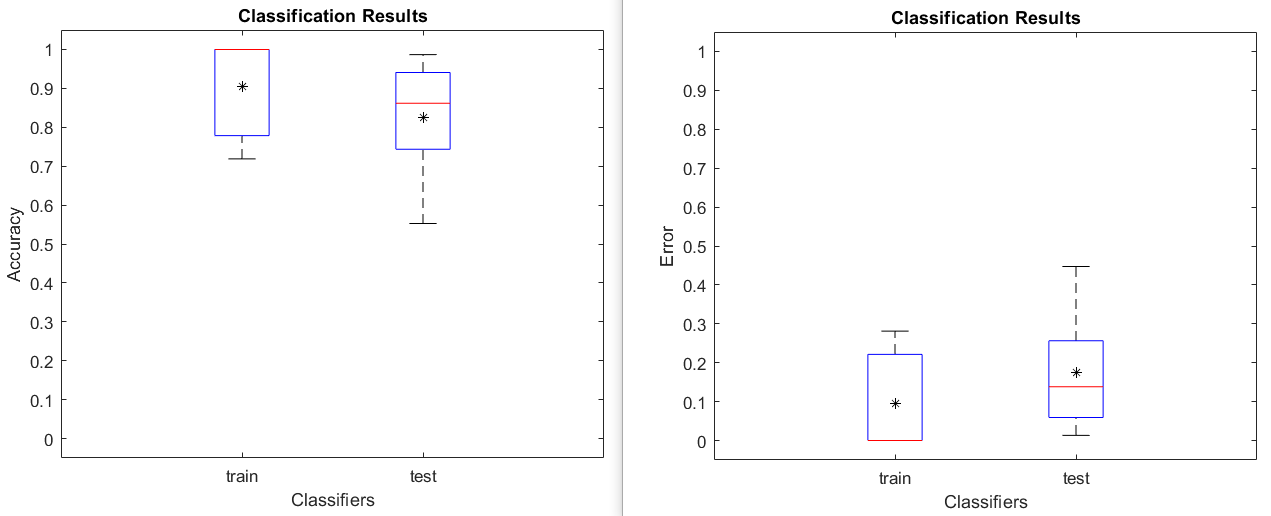 Classification Results
1
0.9
0.8
0.7
0.6
0.5
0.4
0.3
0.2
0.1
0
Accuracy
train test
Classifiers
Classification Results
1
0.9
0.8
0.7
0.6
0.5
0.4
0.3
0.2
0.1
0
Error
train test
Classifiers